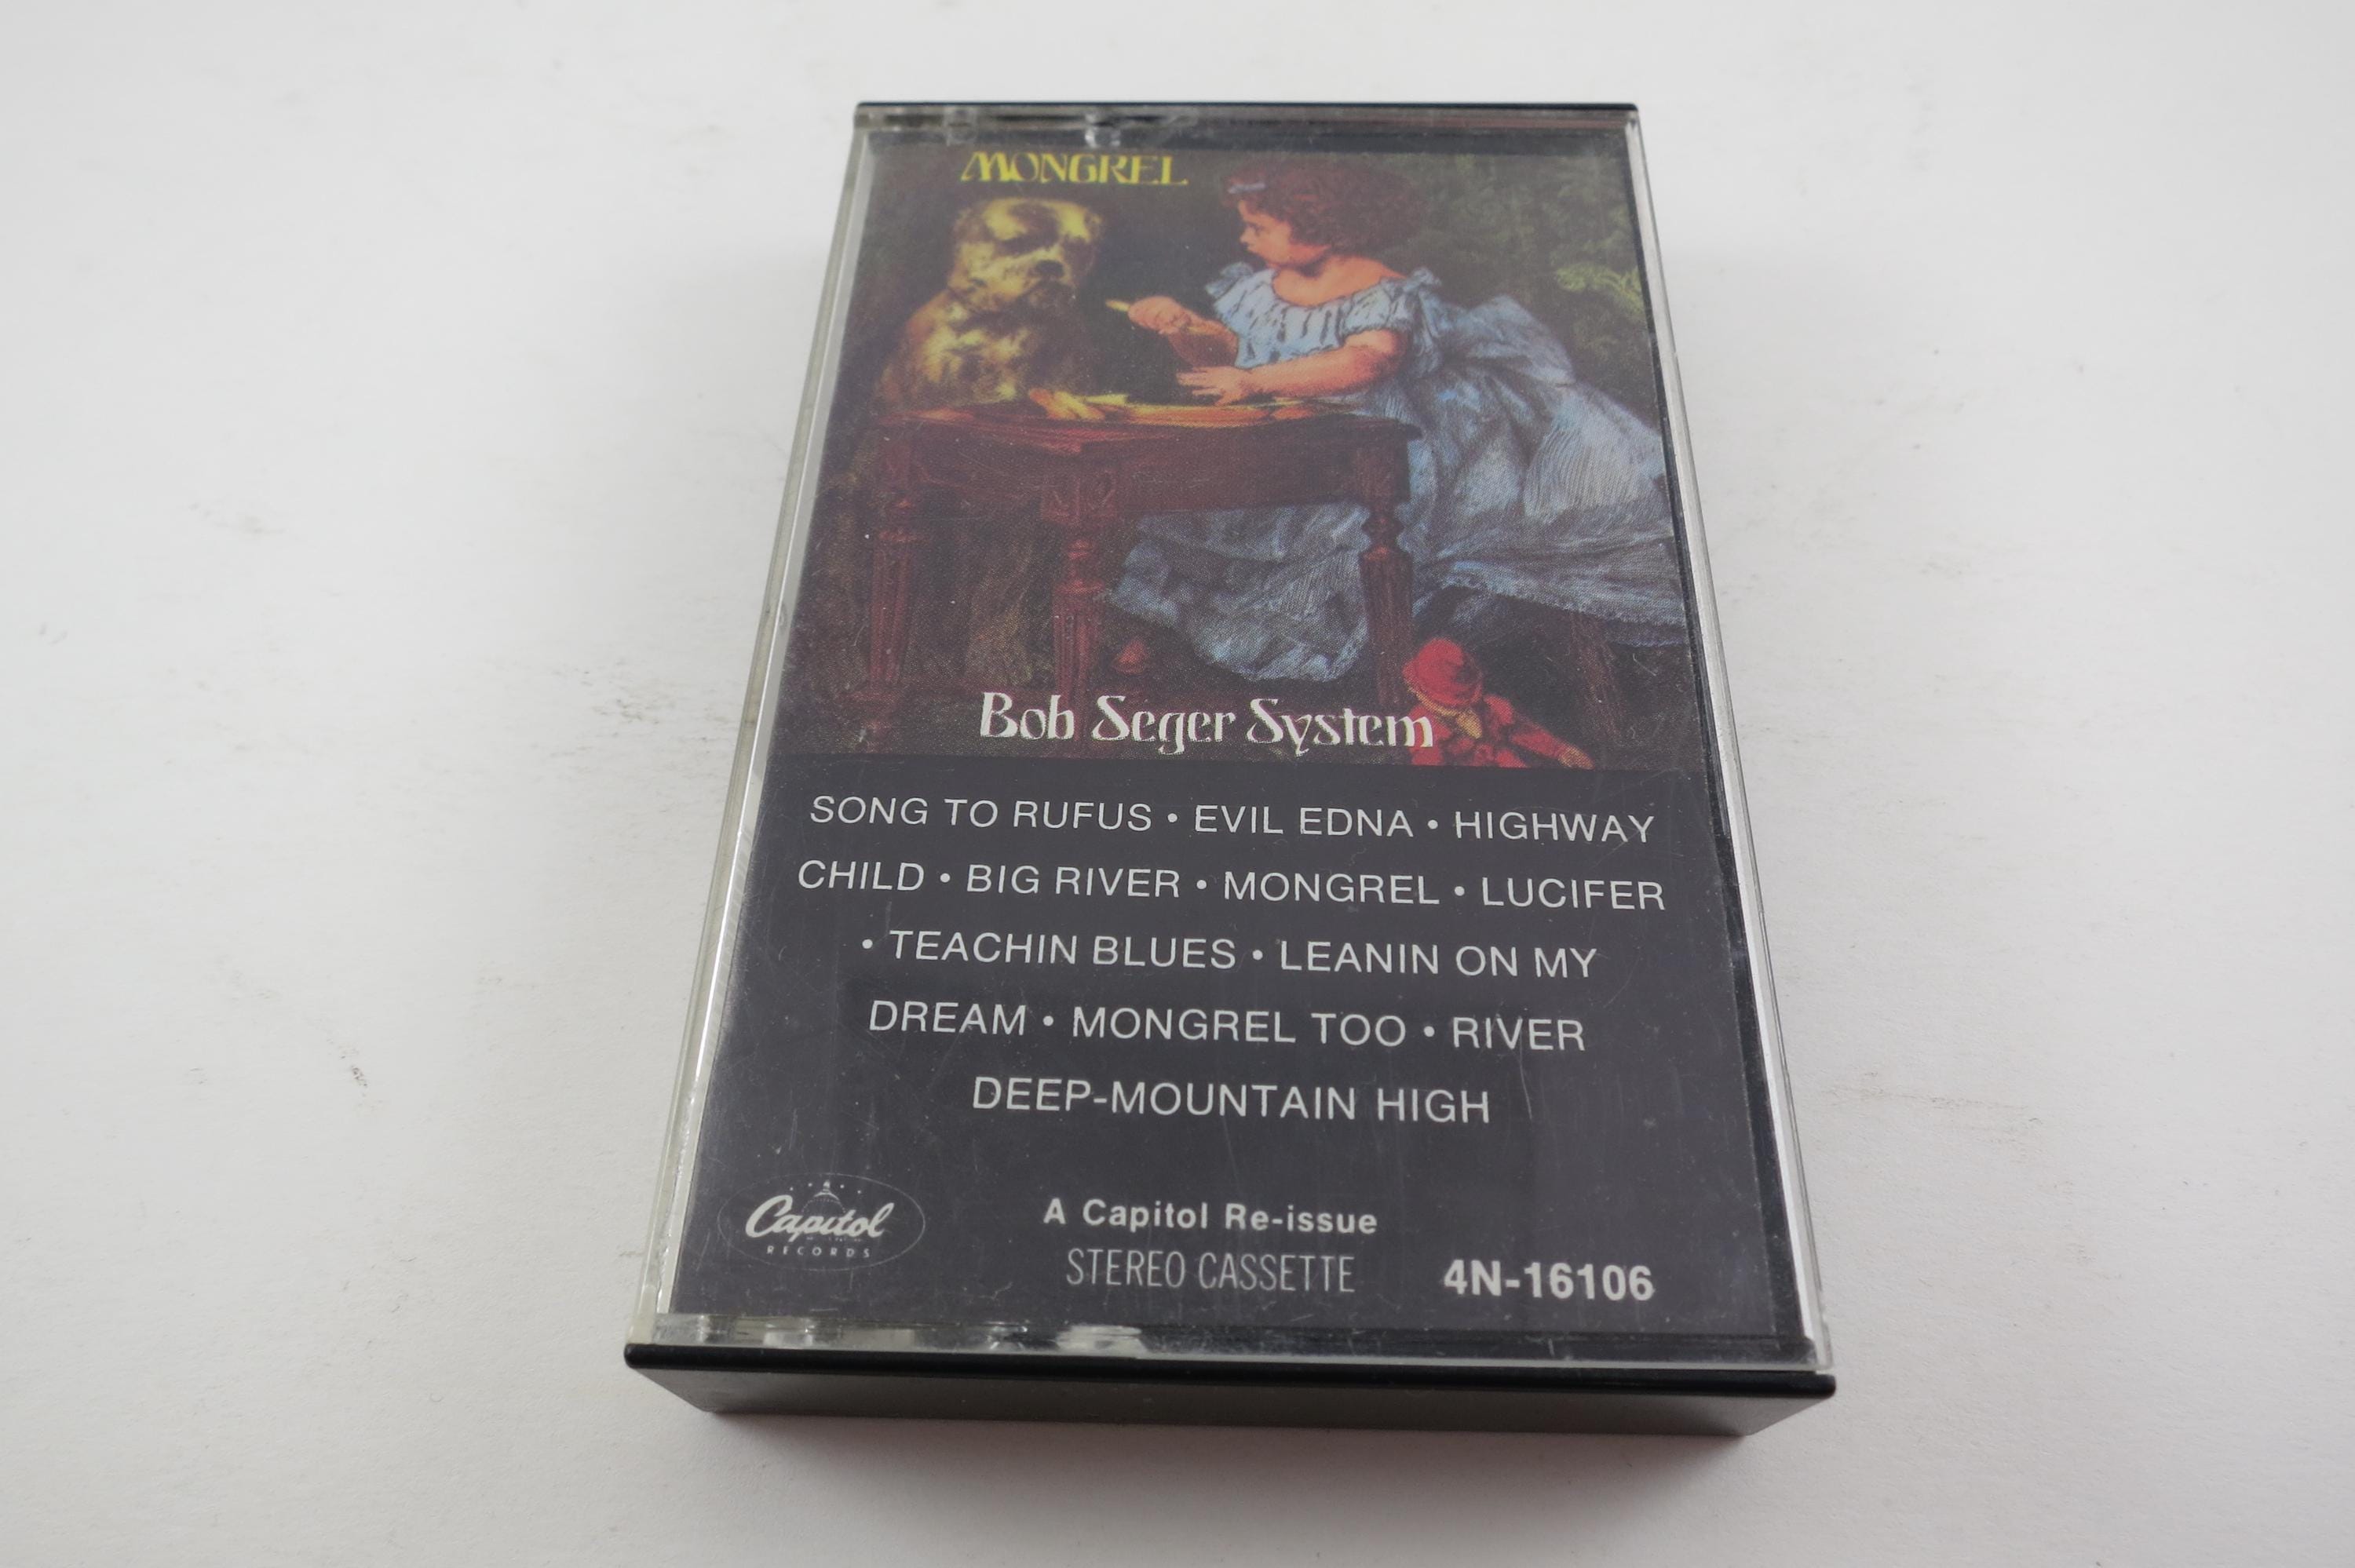 MONGREL
Bob Seger System
SONG TO RUFUS • EVIL EDNA • HIGHWAY
CHILD • BIG RIVER • MONGREL • LUCIFER
• TEACHIN BLUES • LEANIN ON MY
DREAM • MONGREL TOO • RIVER
DEEP-MOUNTAIN HIGH
Capitol
RECORDS
A Capitol Re-issue
STEREO CASSETTE
4N-16106